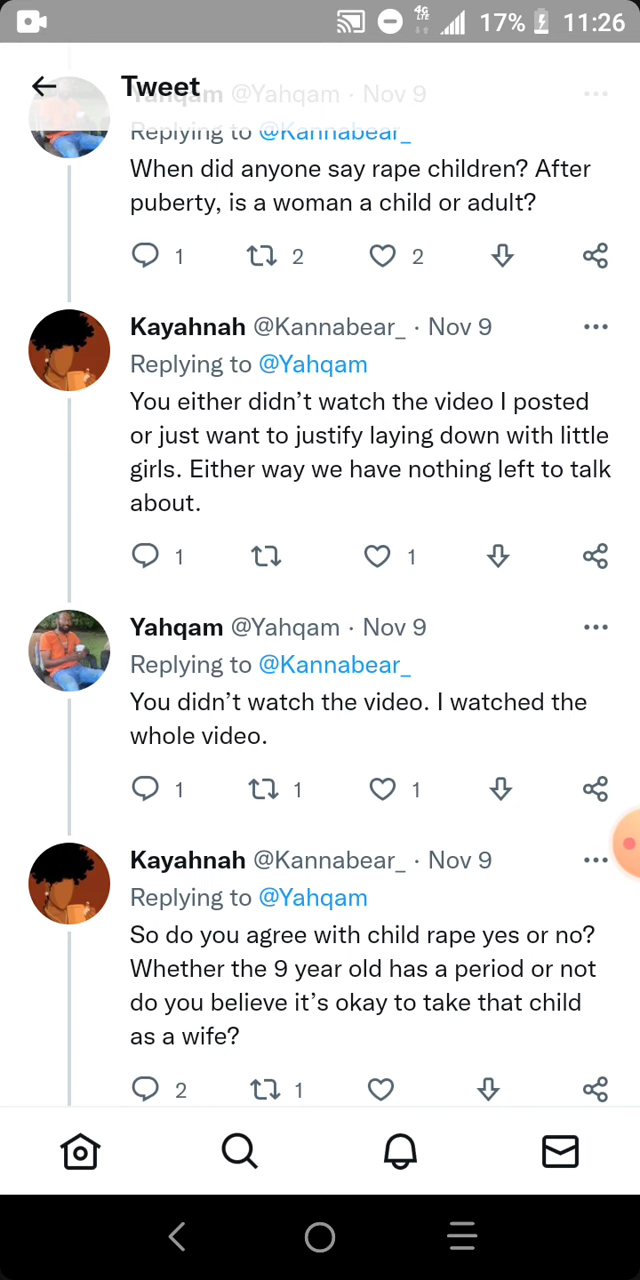 4G
LTE
17%
11:26
Tweet
Yahqam @Yahqam · Nov 9
Replying to @Kannabear_
When did anyone say rape children? After
puberty, is a woman a child or adult?
1 2 2
Kayahnah @Kannabear_ · Nov 9
Replying to @Yahqam
You either didn’t watch the video I posted
or just want to justify laying down with little
girls. Either way we have nothing left to talk
about.
1 1
Yahqam @Yahqam · Nov 9
Replying to @Kannabear_
You didn’t watch the video. I watched the
whole video.
1 1 1
Kayahnah @Kannabear_ · Nov 9
Replying to @Yahqam
So do you agree with child rape yes or no?
Whether the 9 year old has a period or not
do you believe it’s okay to take that child
as a wife?
2 1